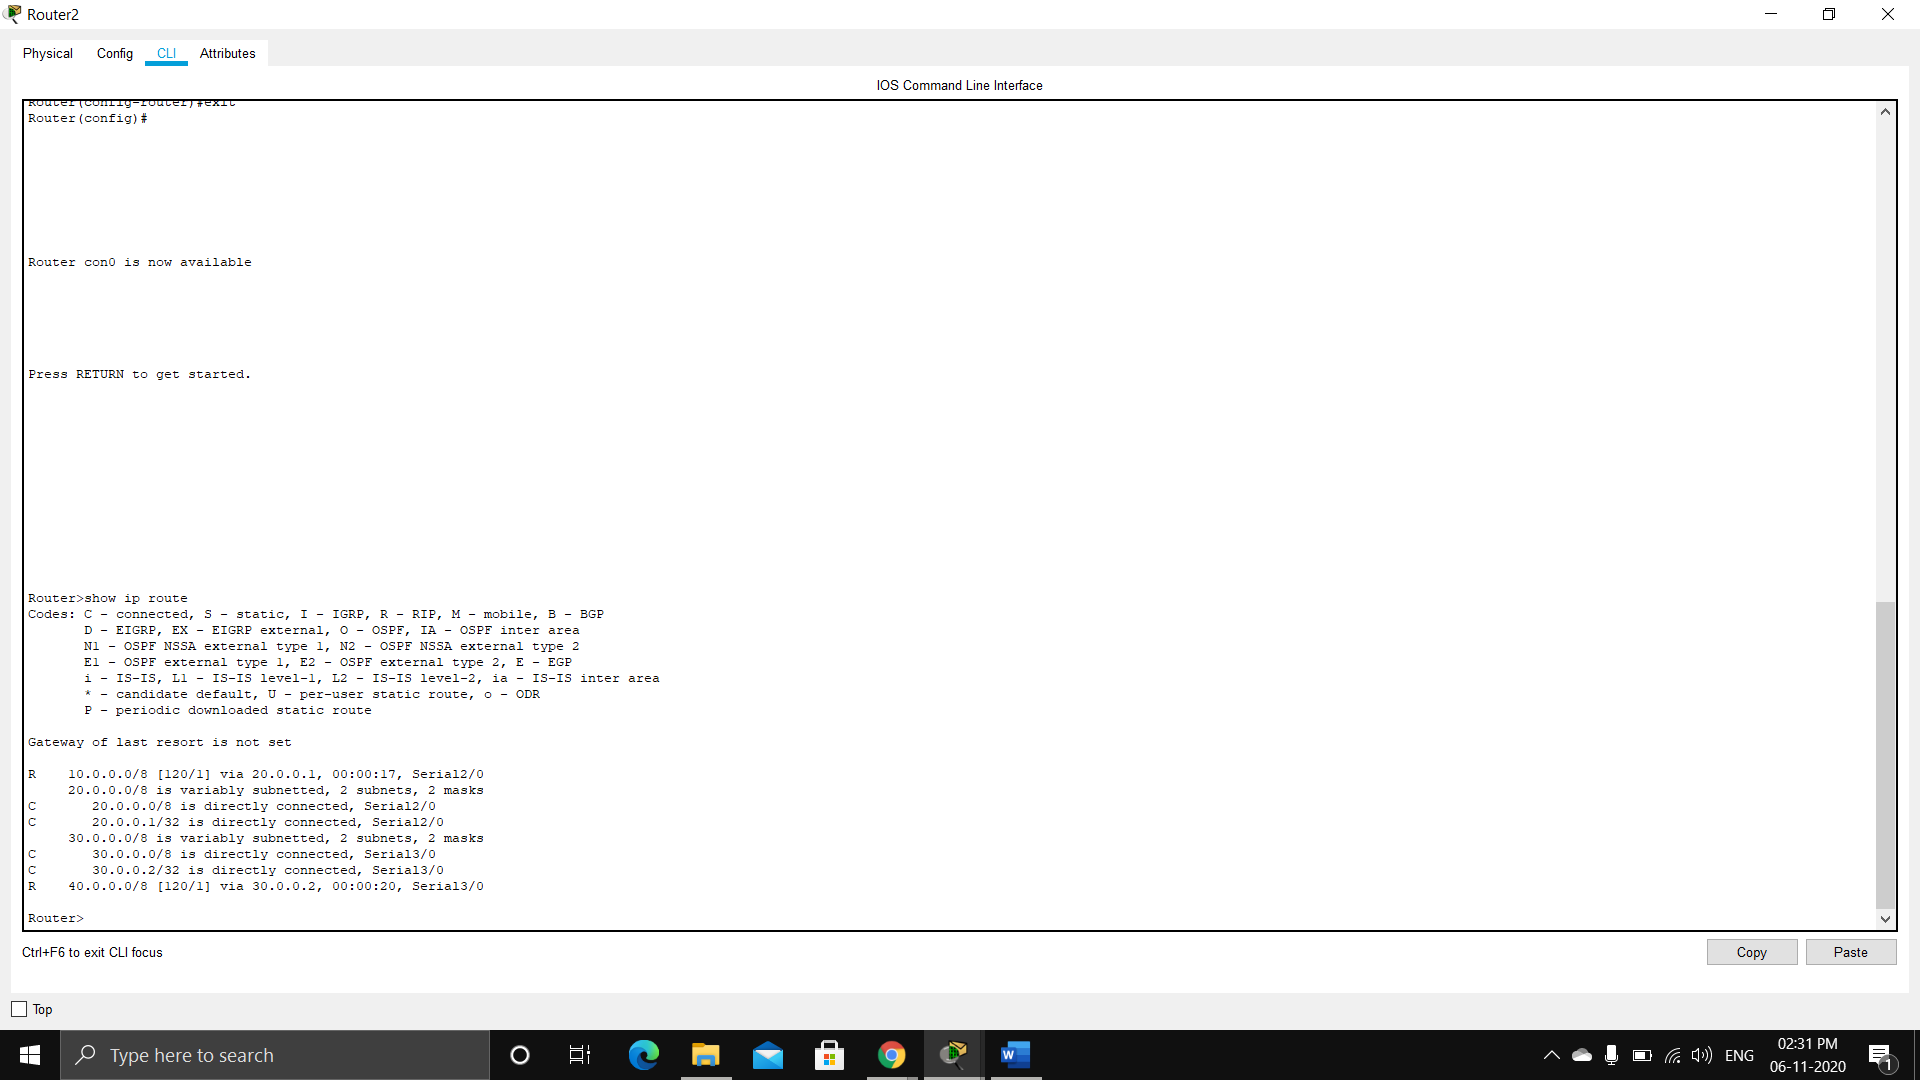 Router2
Physical Config CLI Attributes
IOS Command Line Interface
Router(config-router)#exit
Router(config)#
Router con0 is now available
Press RETURN to get started.
Router>show ip route
Codes: C - connected, S - static, I - IGRP, R - RIP, M - mobile, B - BGP
D - EIGRP, EX - EIGRP external, O - OSPF, IA - OSPF inter area
N1 - OSPF NSSA external type 1, N2 - OSPF NSSA external type 2
E1 - OSPF external type 1, E2 - OSPF external type 2, E - EGP
i - IS-IS, L1 - IS-IS level-1, L2 - IS-IS level-2, ia - IS-IS inter area
* - candidate default, U - per-user static route, o - ODR
P - periodic downloaded static route
Gateway of last resort is not set
R 10.0.0.0/8 [120/1] via 20.0.0.1, 00:00:17, Serial2/0
20.0.0.0/8 is variably subnetted, 2 subnets, 2 masks
C 20.0.0.0/8 is directly connected, Serial2/0
C 20.0.0.1/32 is directly connected, Serial2/0
30.0.0.0/8 is variably subnetted, 2 subnets, 2 masks
C 30.0.0.0/8 is directly connected, Serial3/0
C 30.0.0.2/32 is directly connected, Serial3/0
R 40.0.0.0/8 [120/1] via 30.0.0.2, 00:00:20, Serial3/0
Router>
Ctrl+F6 to exit CLI focus
Copy Paste
Top
Type here to search
W
ENG
02:31 PM
06-11-2020
1